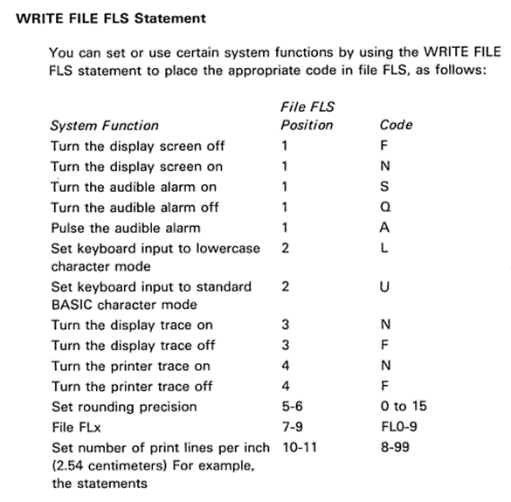 WRITE FILE FLS Statement
You can set or use certain system functions by using the WRITE FILE
FLS statement to place the appropriate code in file FLS, as follows:
File FLS
System Function Position Code
Turn the display screen off 1 F
Turn the display screen on 1 N
Turn the audible alarm on 1 S
Turn the audible alarm off 1 Q
Pulse the audible alarm 1 A
Set keyboard input to lowercase 2 L
character mode
Set keyboard input to standard 2 U
BASIC character mode
Turn the display trace on 3 N
Turn the display trace off 3 F
Turn the printer trace on 4 N
Turn the printer trace off 4 F
Set rounding precision 5-6 0 to 15
File FLx 7-9 FL0-9
Set number of print lines per inch 10-11 8-99
(2.54 centimeters) For example,
the statements